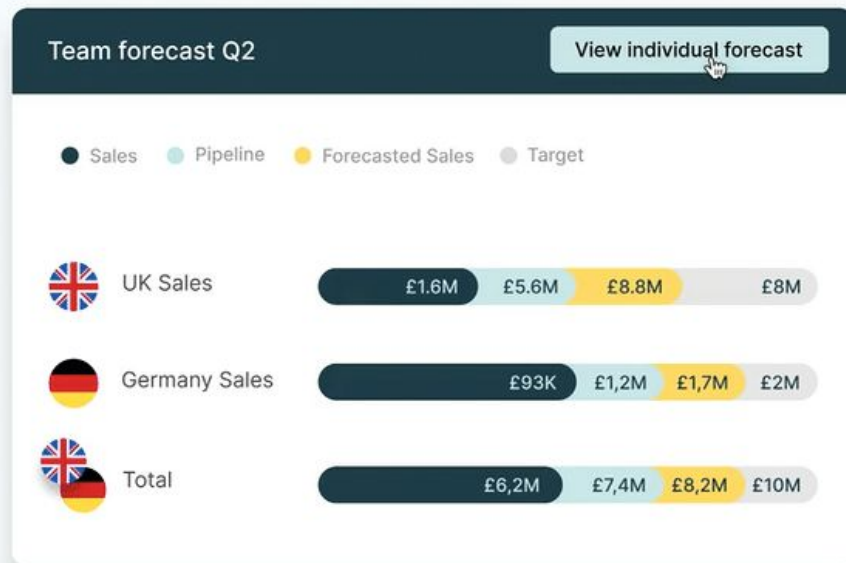 Team forecast Q2
View individual forecast
Sales
Pipeline
Forecasted Sales
Target
UK Sales
£1.6M
£5.6M
£8.8M
£8M
Germany Sales
£93K
£1,2M
£1,7M
£2M
Total
£6,2M
£7,4M
£8,2M
£10M